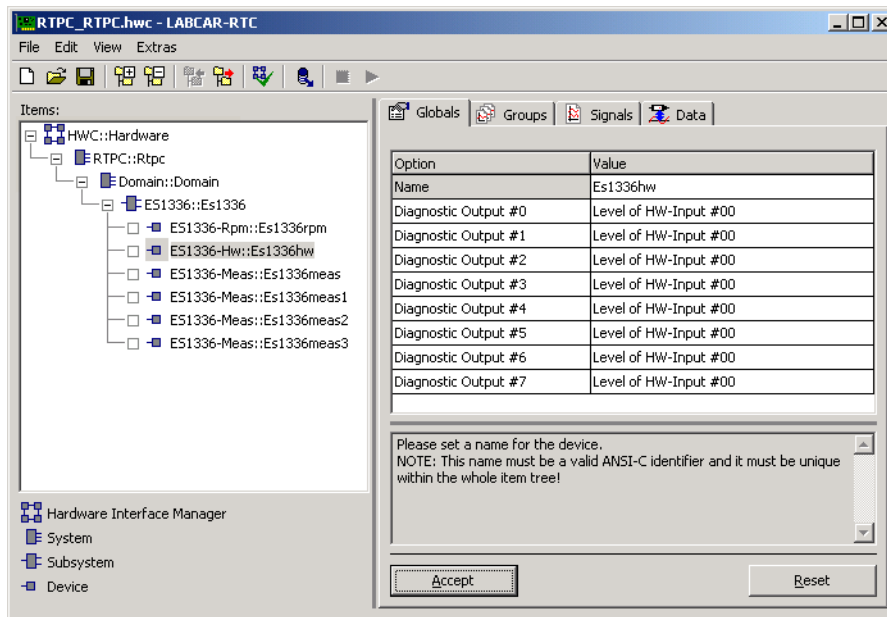 RTPC_RTPC.hwc - LABCAR-RTC
File Edit View Extras
Items:
HWC::Hardware
RTPC::Rtpc
Domain::Domain
ES1336::Es1336
ES1336-Rpm::Es1336rpm
ES1336-Hw::Es1336hw
ES1336-Meas::Es1336meas
ES1336-Meas::Es1336meas1
ES1336-Meas::Es1336meas2
ES1336-Meas::Es1336meas3
Hardware Interface Manager
System
Subsystem
Device
Globals Groups Signals Data
Option Value
Name Es1336hw
Diagnostic Output #0 Level of HW-Input #00
Diagnostic Output #1 Level of HW-Input #00
Diagnostic Output #2 Level of HW-Input #00
Diagnostic Output #3 Level of HW-Input #00
Diagnostic Output #4 Level of HW-Input #00
Diagnostic Output #5 Level of HW-Input #00
Diagnostic Output #6 Level of HW-Input #00
Diagnostic Output #7 Level of HW-Input #00
Please set a name for the device.
NOTE: This name must be a valid ANSI-C identifier and it must be unique
within the whole item tree!
Accept Reset